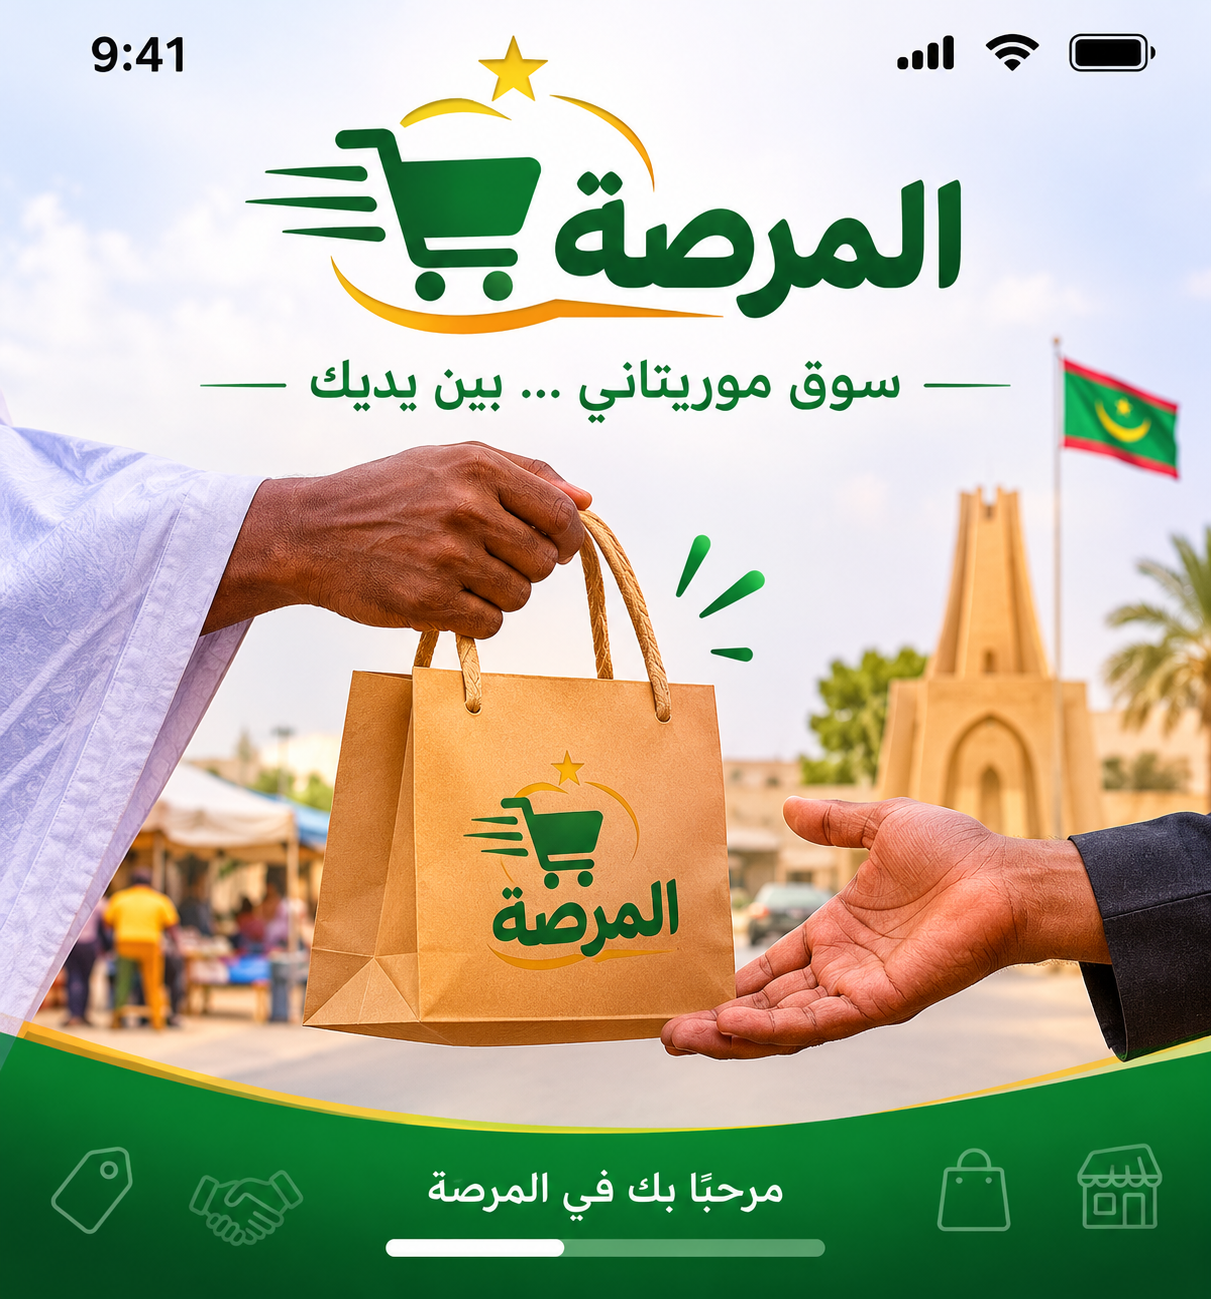 9:41
المرصة
سوق موريتاني ... بين يديك
المرصة
مرحبًا بك في المرصة